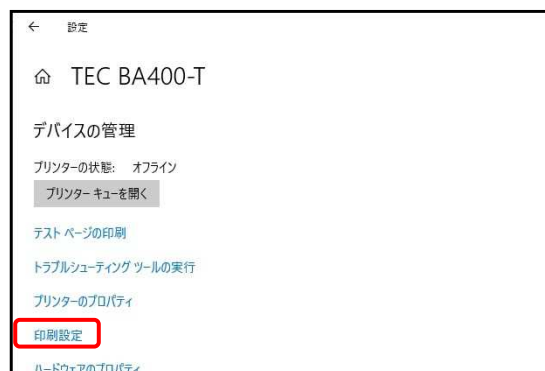 ← 設定
TEC BA400-T
デバイスの管理
プリンターの状態: オフライン
プリンター キューを開く
テスト ページの印刷
トラブルシューティング ツールの実行
プリンターのプロパティ
印刷設定
ハードウェアのプロパティ